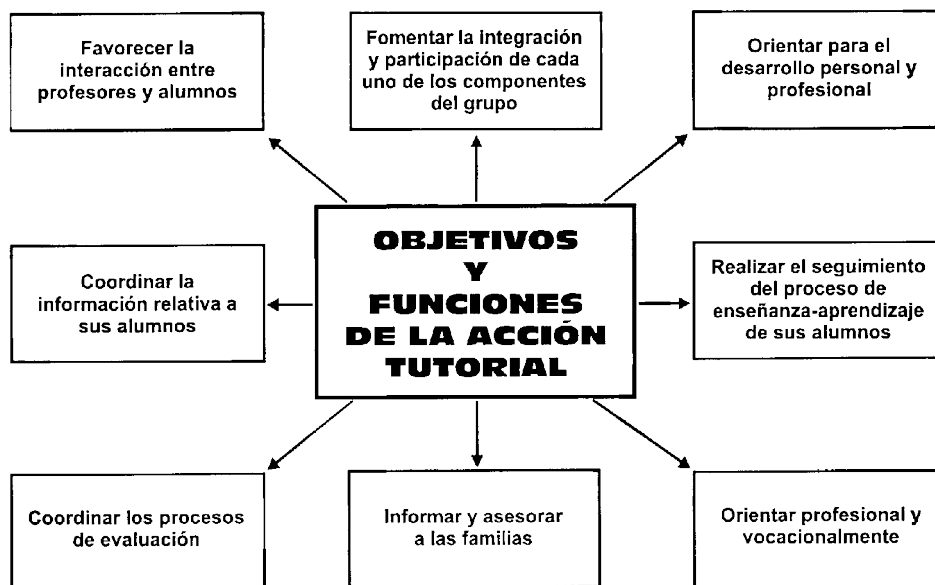 Favorecer la
interacción entre
profesores y alumnos
Fomentar la integración
y participación de cada
uno de los componentes
del grupo
Orientar para el
desarrollo personal y
profesional
OBJETIVOS
Y
FUNCIONES
DE LA ACCIÓN
TUTORIAL
Coordinar la
información relativa a
sus alumnos
Realizar el seguimiento
del proceso de
enseñanza-aprendizaje
de sus alumnos
Coordinar los procesos
de evaluación
Informar y asesorar
a las familias
Orientar profesional y
vocacionalmente